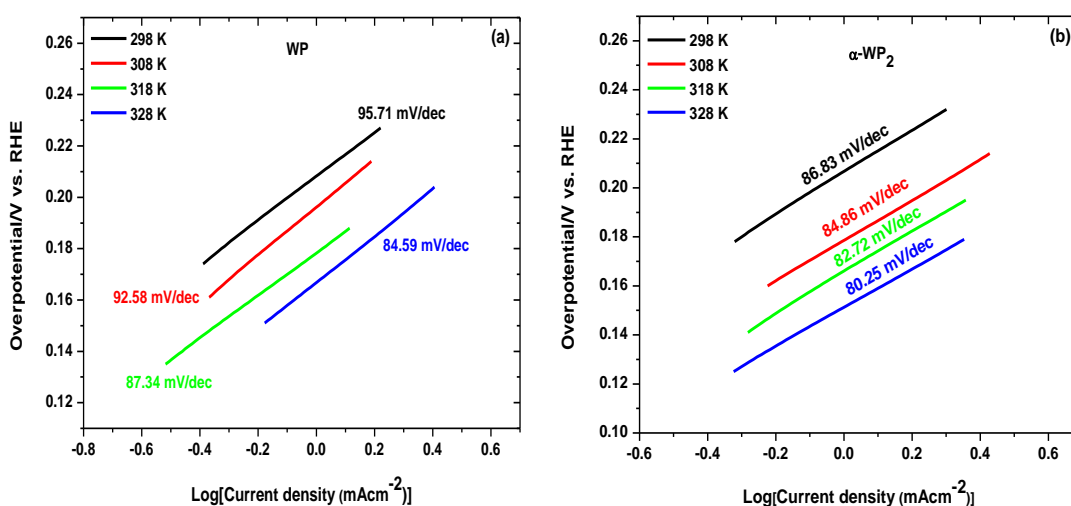 (a)
WP
298 K
308 K
318 K
328 K
95.71 mV/dec
84.59 mV/dec
92.58 mV/dec
87.34 mV/dec
Overpotential/V vs. RHE
0.26
0.24
0.22
0.20
0.18
0.16
0.14
0.12
-0.8 -0.6 -0.4 -0.2 0.0 0.2 0.4 0.6
Log[Current density (mAcm-2)]
(b)
α-WP2
298 K
308 K
318 K
328 K
86.83 mV/dec
84.86 mV/dec
82.72 mV/dec
80.25 mV/dec
Overpotential/V vs. RHE
0.26
0.24
0.22
0.20
0.18
0.16
0.14
0.12
0.10
-0.6 -0.4 -0.2 0.0 0.2 0.4 0.6
Log[Current density (mAcm-2)]